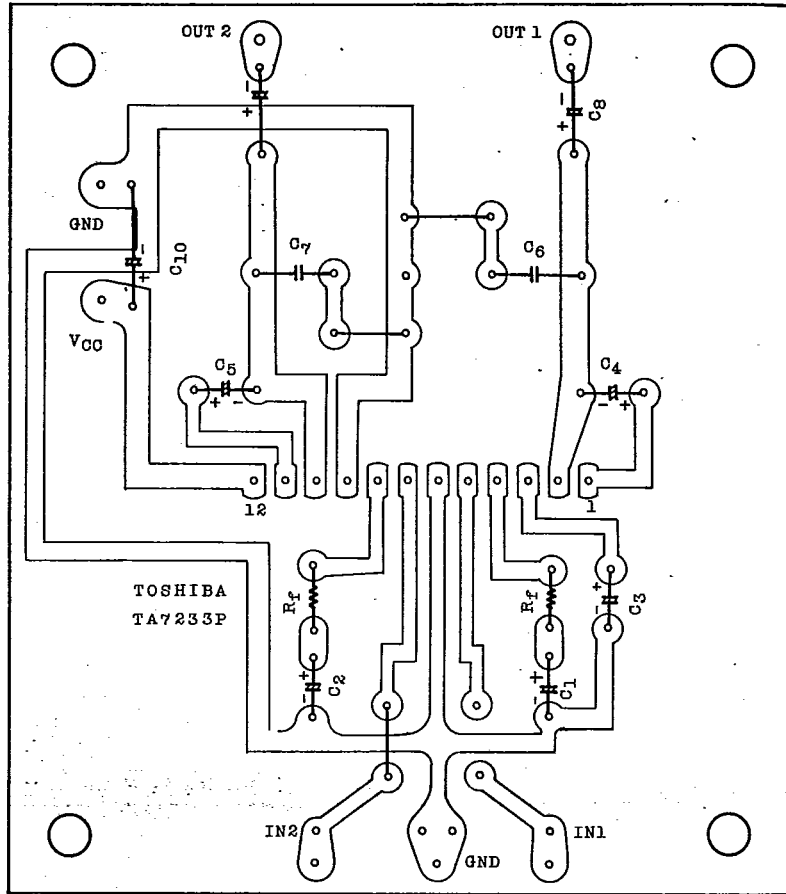 OUT 2
OUT 1
- +
- + C8
GND
- + C10
C7
C6
VCC
C5
+ -
C4
- +
12
1
TOSHIBA
TA7233P
Rf
Rf
+ - C3
+ - C2
+ - C1
IN2
GND
IN1